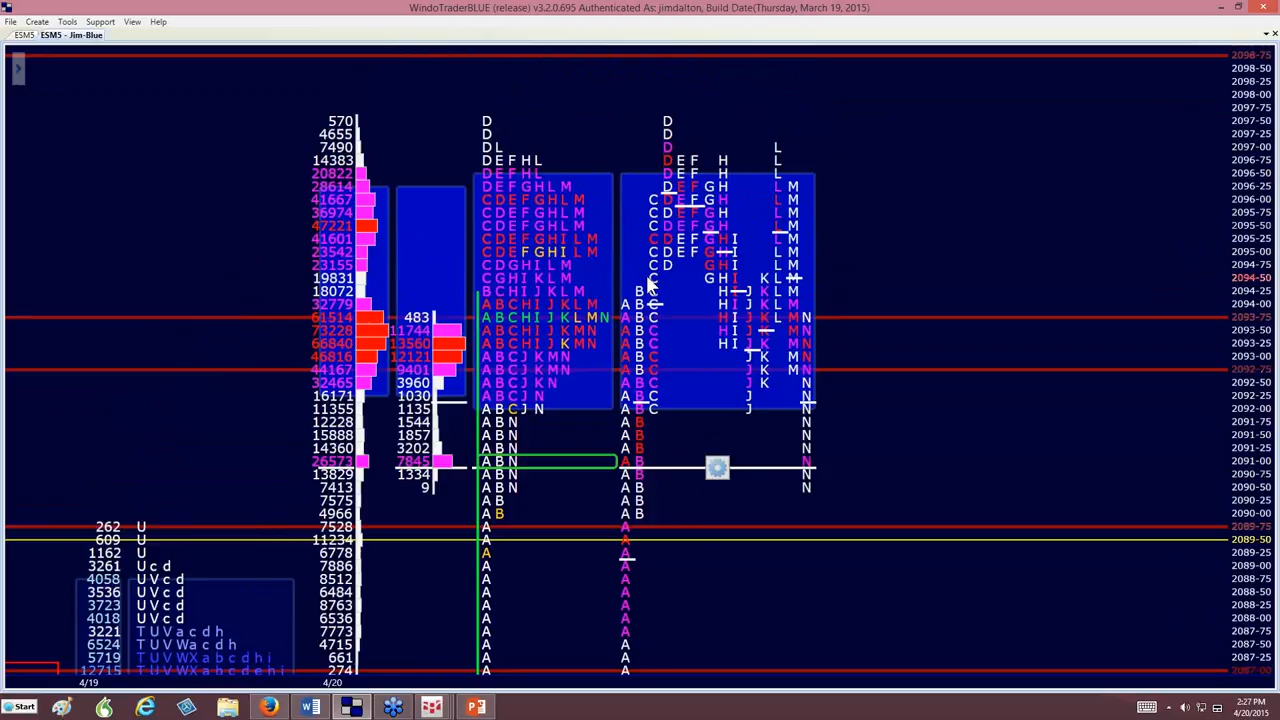 WindoTraderBLUE (release) v3.2.0.695 Authenticated As: jimdalton, Build Date(Thursday, March 19, 2015)
File Create Tools Support View Help
ESM5 ESM5 - Jim-Blue
2098-75
2098-50
2098-25
2098-00
2097-75
570 D D 2097-50
4655 D D 2097-25
7490 D L D L 2097-00
14383 D E F H L D E F H L 2096-75
20822 D E F H L D E F H L 2096-50
28614 D E F G H L M D E F G H L M 2096-25
41667 C D E F G H L M C D E F G H L M 2096-00
36974 C D E F G H L M C D E F G H L M 2095-75
47221 C D E F G H L M C D E F G H L M 2095-50
41601 C D E F G H I L M C D E F G H I L M 2095-25
23542 C D E F G H I L M C D E F G H I L M 2095-00
23155 C D G H I L M C D G H I L M 2094-75
19831 C G H I K L M C G H I K L M 2094-50
18072 B C H I J K L M B C H I J K L M 2094-25
32779 A B C H I J K L M A B C H I J K L M 2094-00
61514 483 A B C H I J K L M N A B C H I J K L M N 2093-75
73228 11744 A B C H I J K M N A B C H I J K M N 2093-50
66840 13560 A B C H I J K M N A B C H I J K M N 2093-25
46816 12121 A B C J K M N A B C J K M N 2093-00
44167 9401 A B C J K M N A B C J K M N 2092-75
32465 3960 A B C J K N A B C J K N 2092-50
16171 1030 A B C J N A B C J N 2092-25
11355 1135 A B C J N A B C J N 2092-00
12228 1544 A B N A B N 2091-75
15888 1857 A B N A B N 2091-50
14360 3202 A B N A B N 2091-25
26573 7845 A B N A B N 2091-00
13829 1334 A B N A B N 2090-75
7413 9 A B N A B N 2090-50
7575 A B A B 2090-25
4966 A B A B 2090-00
262 U 7528 A A 2089-75
609 U 11234 A A 2089-50
1162 U 6778 A A 2089-25
3261 U c d 7886 A A 2089-00
4058 U V c d 8512 A A 2088-75
3536 U V c d 6484 A A 2088-50
3723 U V c d 8763 A A 2088-25
4018 U V c d 6536 A A 2088-00
3221 T U V a c d h 7773 A A 2087-75
6524 T U V W a c d h 4715 A A 2087-50
5719 T U V W X a b c d h i 661 A A 2087-25
12715 T U V W X a b c d e h i 274 A A 2087-00
4/19 4/20
Start
2:27 PM
4/20/2015